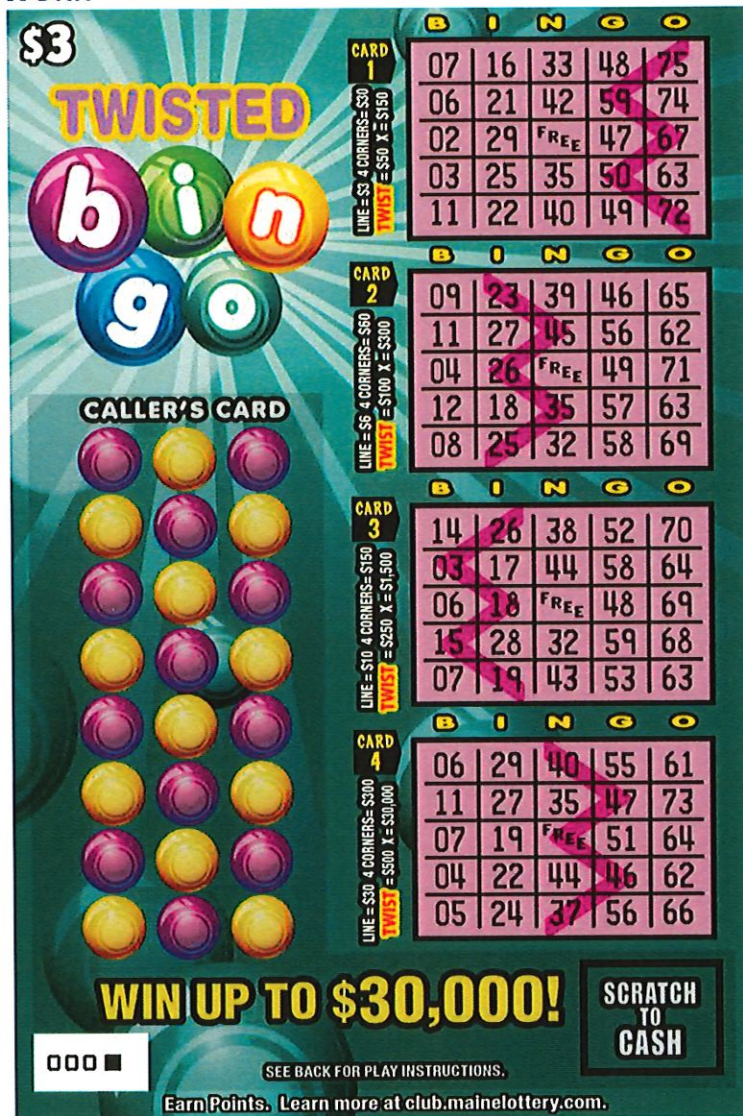 $3
TWISTED
bin
go
CALLER'S CARD
CARD
1
LINE = $3 4 CORNERS= $30
TWIST = $50 X = $150
B I N G O
07 16 33 48 75
06 21 42 59 74
02 29 FREE 47 67
03 25 35 50 63
11 22 40 49 72
CARD
2
LINE = $6 4 CORNERS= $60
TWIST = $100 X = $300
B I N G O
09 23 39 46 65
11 27 45 56 62
04 26 FREE 49 71
12 18 35 57 63
08 25 32 58 69
CARD
3
LINE = $10 4 CORNERS= $150
TWIST = $250 X = $1,500
B I N G O
14 26 38 52 70
03 17 44 58 64
06 18 FREE 48 69
15 28 32 59 68
07 19 43 53 63
CARD
4
LINE = $30 4 CORNERS= $300
TWIST = $500 X = $30,000
B I N G O
06 29 40 55 61
11 27 35 47 73
07 19 FREE 51 64
04 22 44 46 62
05 24 37 56 66
WIN UP TO $30,000!
SCRATCH
TO
CASH
000
SEE BACK FOR PLAY INSTRUCTIONS.
Earn Points. Learn more at club.mainelottery.com.